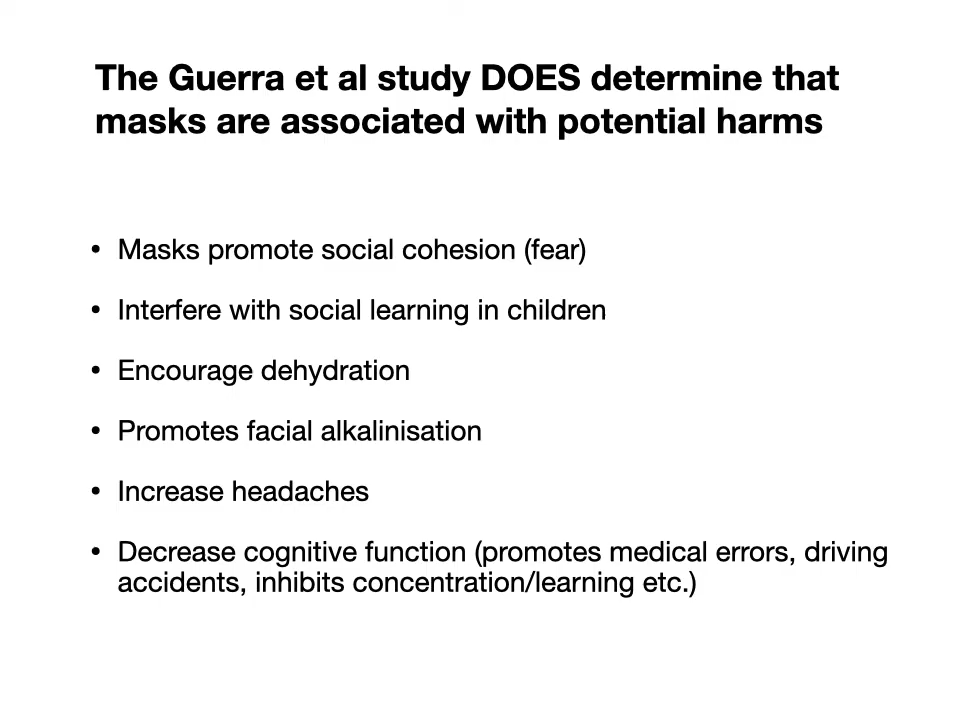 The Guerra et al study DOES determine that
masks are associated with potential harms
• Masks promote social cohesion (fear)
• Interfere with social learning in children
• Encourage dehydration
• Promotes facial alkalinisation
• Increase headaches
• Decrease cognitive function (promotes medical errors, driving
accidents, inhibits concentration/learning etc.)